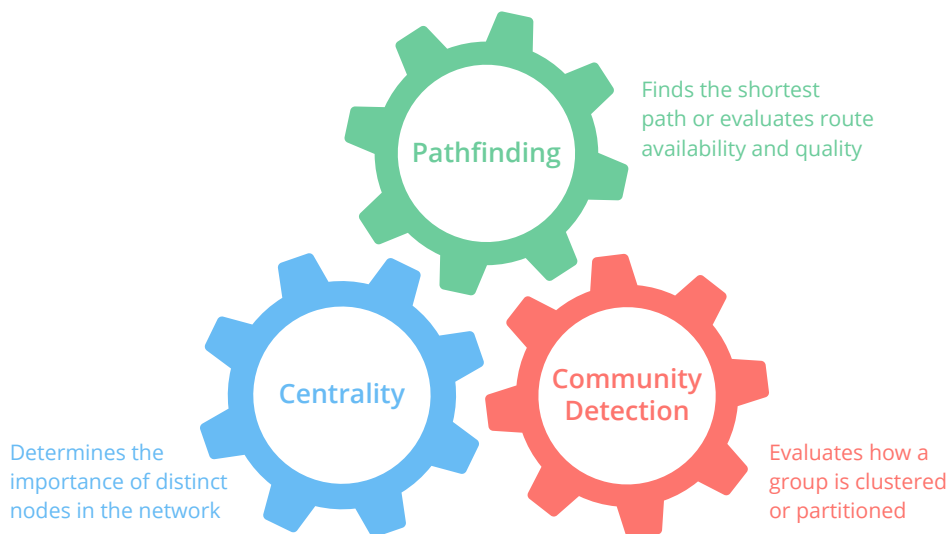 Pathfinding
Finds the shortest
path or evaluates route
availability and quality
Centrality
Determines the
importance of distinct
nodes in the network
Community
Detection
Evaluates how a
group is clustered
or partitioned